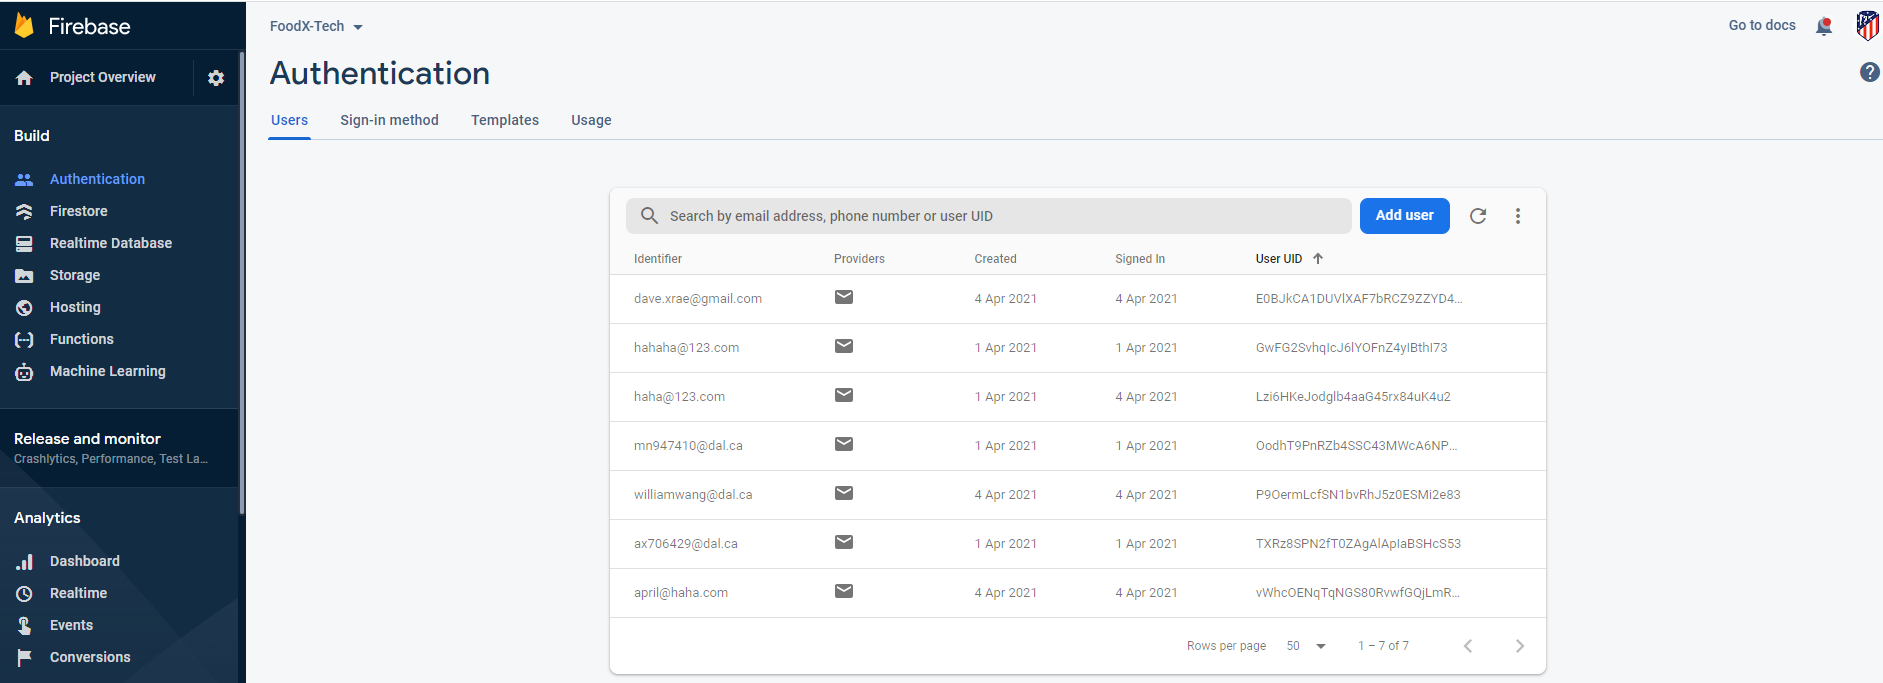 Firebase
Project Overview
Build
Authentication
Firestore
Realtime Database
Storage
Hosting
Functions
Machine Learning
Release and monitor
Crashlytics, Performance, Test La...
Analytics
Dashboard
Realtime
Events
Conversions
FoodX-Tech
Go to docs
Authentication
Users Sign-in method Templates Usage
Search by email address, phone number or user UID
Add user
Identifier Providers Created Signed In User UID
dave.xrae@gmail.com 4 Apr 2021 4 Apr 2021 E0BJkCA1DUVlXAF7bRCZ9ZZYD4...
hahaha@123.com 1 Apr 2021 1 Apr 2021 GwFG2SvhqIcJ6lYOFnZ4yIBthI73
haha@123.com 1 Apr 2021 4 Apr 2021 Lzi6HKeJodglb4aaG45rx84uK4u2
mn947410@dal.ca 1 Apr 2021 1 Apr 2021 OodhT9PnRZb4SSC43MWcA6NP...
williamwang@dal.ca 4 Apr 2021 4 Apr 2021 P9OermLcfSN1bvRhJ5z0ESMi2e83
ax706429@dal.ca 1 Apr 2021 1 Apr 2021 TXRz8SPN2fT0ZAgAlApIaBSHcS53
april@haha.com 4 Apr 2021 4 Apr 2021 vWhcOENqTqNGS80RvwfGQjLmR...
Rows per page 50 1 – 7 of 7